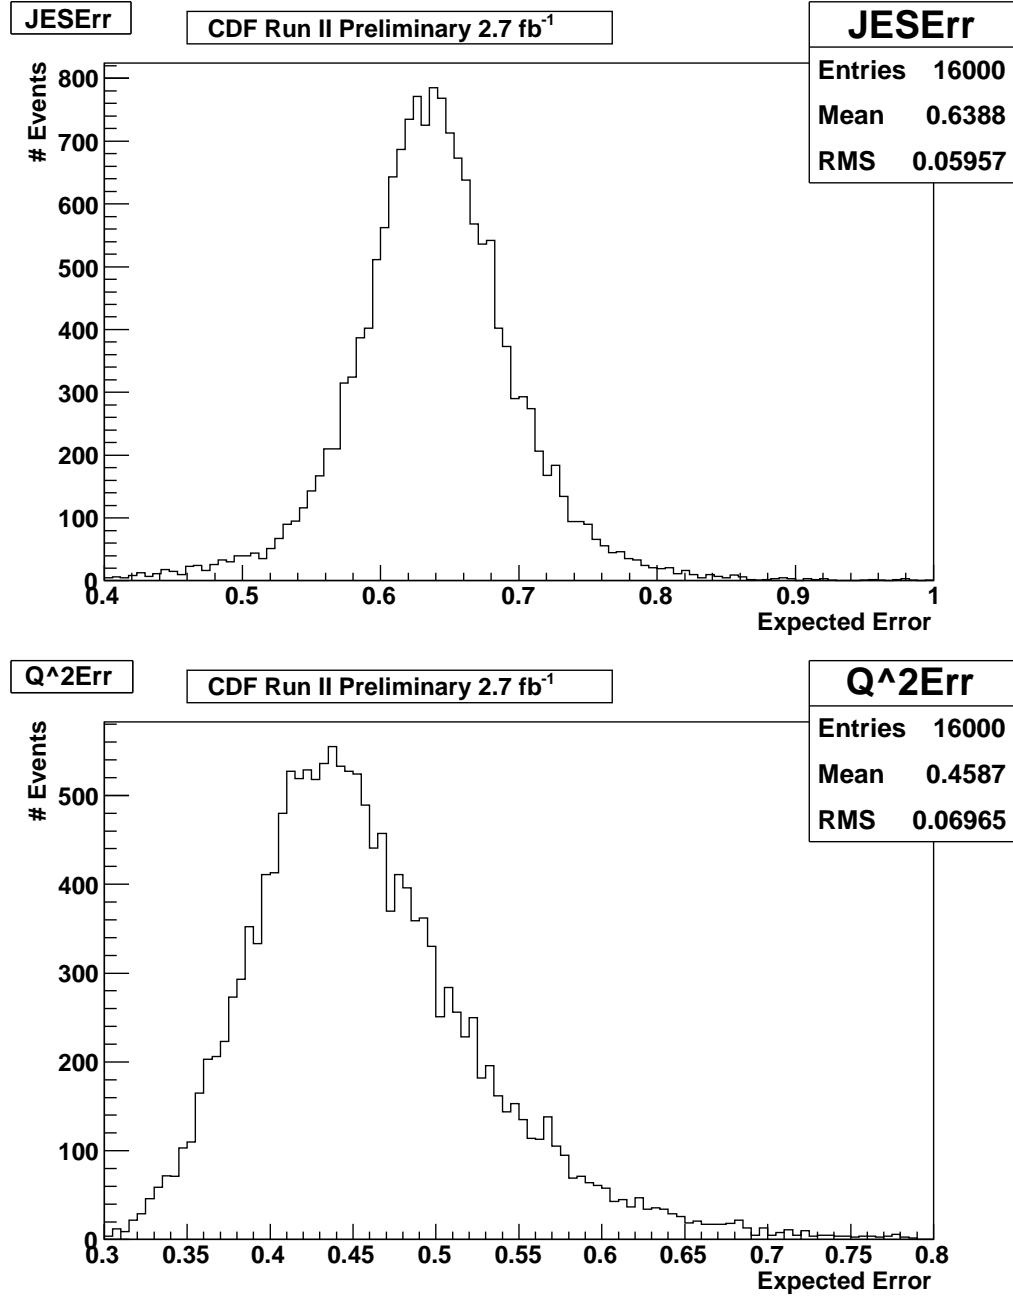 JESErr
CDF Run II Preliminary 2.7 fb⁻¹
JESErr
Entries 16000
Mean 0.6388
RMS 0.05957
# Events
800
700
600
500
400
300
200
100
0
0.4 0.5 0.6 0.7 0.8 0.9 1
Expected Error
Q^2Err
CDF Run II Preliminary 2.7 fb⁻¹
Q^2Err
Entries 16000
Mean 0.4587
RMS 0.06965
# Events
500
400
300
200
100
0
0.3 0.35 0.4 0.45 0.5 0.55 0.6 0.65 0.7 0.75 0.8
Expected Error